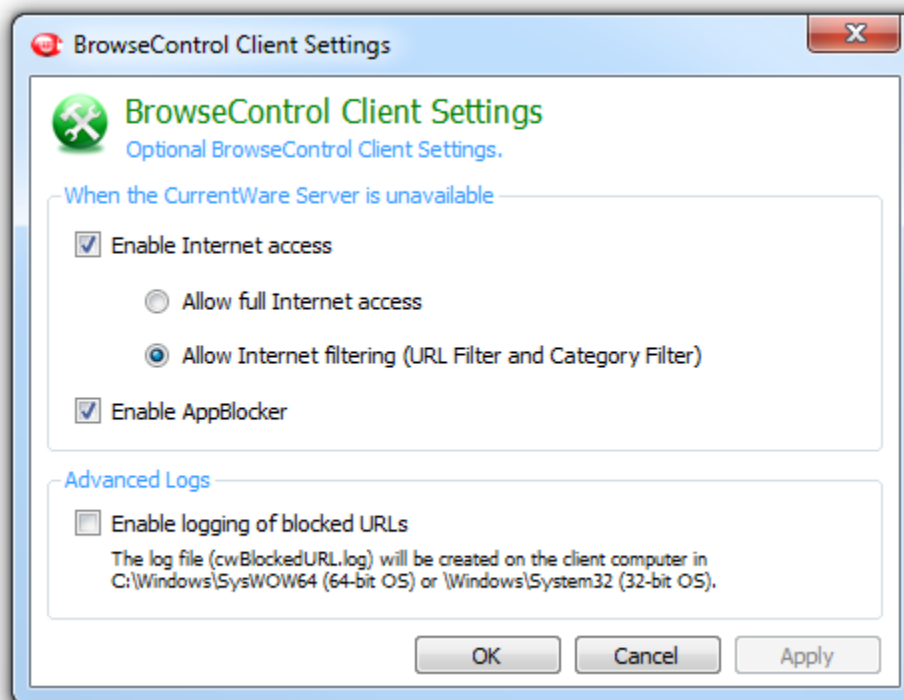 BrowseControl Client Settings
BrowseControl Client Settings
Optional BrowseControl Client Settings.
When the CurrentWare Server is unavailable
Enable Internet access
Allow full Internet access
Allow Internet filtering (URL Filter and Category Filter)
Enable AppBlocker
Advanced Logs
Enable logging of blocked URLs
The log file (cwBlockedURL.log) will be created on the client computer in
C:\Windows\SysWOW64 (64-bit OS) or \Windows\System32 (32-bit OS).
OK Cancel Apply